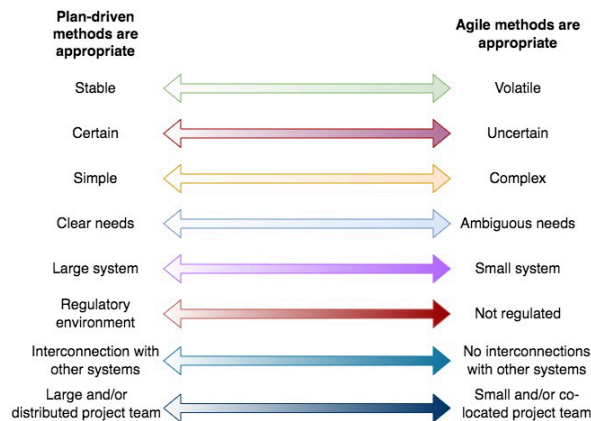 Plan-driven
methods are
appropriate
Agile methods are
appropriate
Stable
Volatile
Certain
Uncertain
Simple
Complex
Clear needs
Ambiguous needs
Large system
Small system
Regulatory
environment
Not regulated
Interconnection with
other systems
No interconnections
with other systems
Large and/or
distributed project team
Small and/or co-
located project team